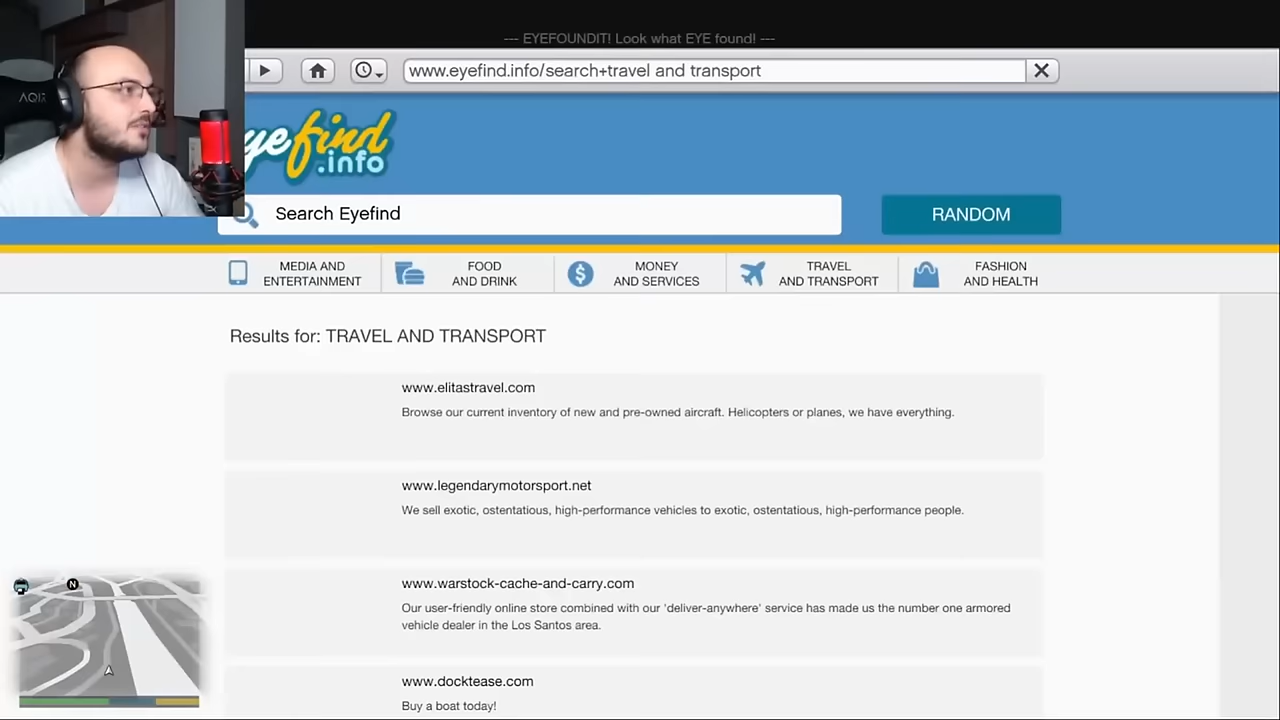 --- EYEFOUNDIT! Look what EYE found! ---
www.eyefind.info/search+travel and transport
AQIRYS
yefind
.info
Search Eyefind
RANDOM
MEDIA AND
ENTERTAINMENT
FOOD
AND DRINK
MONEY
AND SERVICES
TRAVEL
AND TRANSPORT
FASHION
AND HEALTH
Results for: TRAVEL AND TRANSPORT
www.elitastravel.com
Browse our current inventory of new and pre-owned aircraft. Helicopters or planes, we have everything.
www.legendarymotorsport.net
We sell exotic, ostentatious, high-performance vehicles to exotic, ostentatious, high-performance people.
www.warstock-cache-and-carry.com
Our user-friendly online store combined with our 'deliver-anywhere' service has made us the number one armored
vehicle dealer in the Los Santos area.
www.docktease.com
Buy a boat today!
N